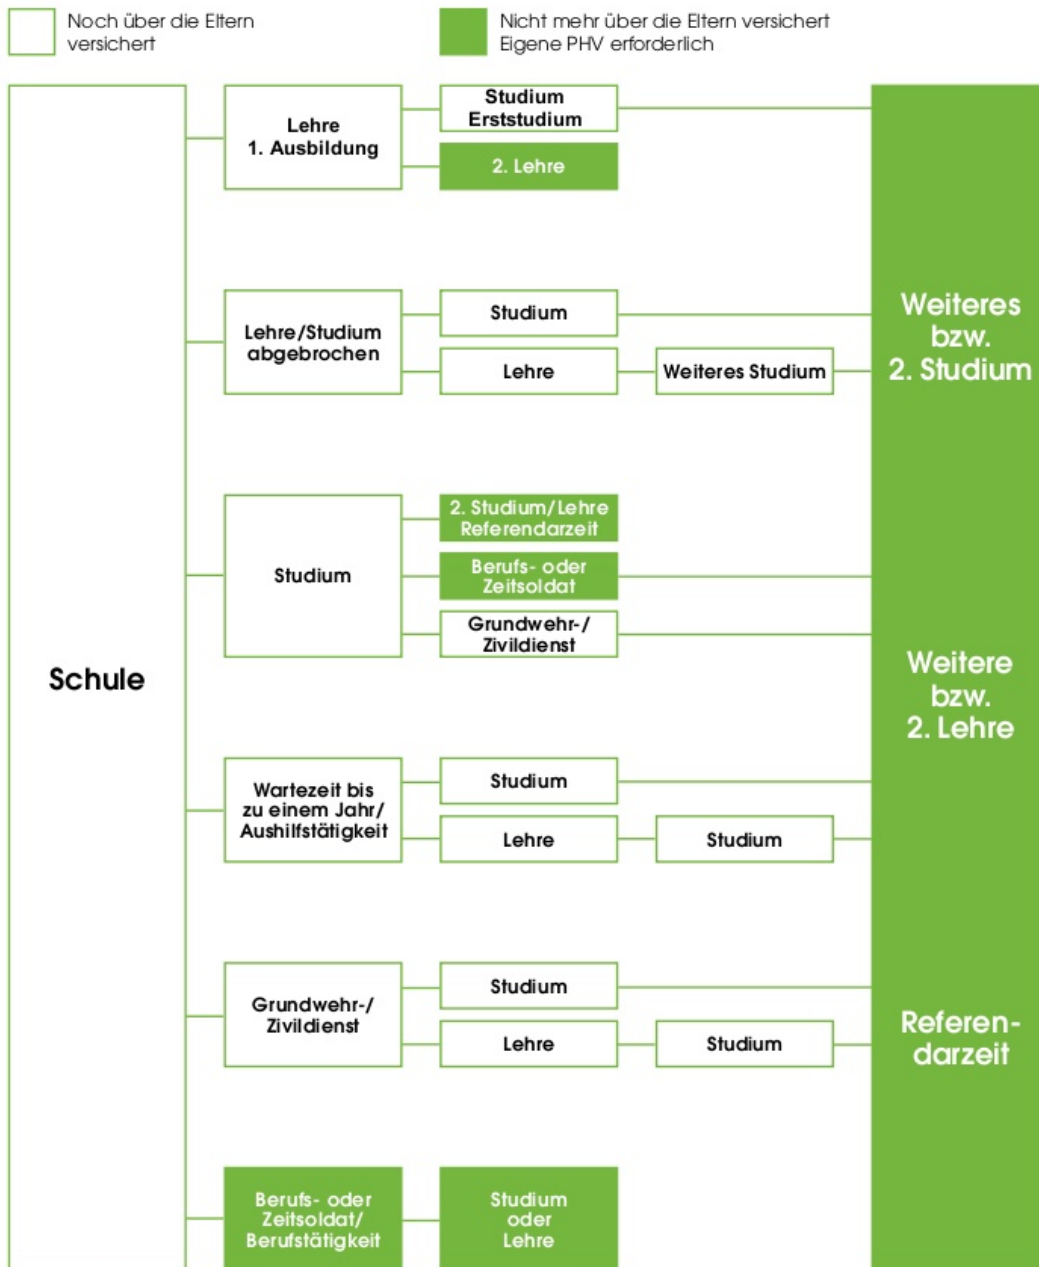 Noch über die Eltern
versichert
Nicht mehr über die Eltern versichert
Eigene PHV erforderlich
Schule
Lehre
1. Ausbildung
Studium
Erststudium
2. Lehre
Lehre/Studium
abgebrochen
Studium
Lehre
Weiteres Studium
Studium
2. Studium/Lehre
Referendarzeit
Berufs- oder
Zeitsoldat
Grundwehr-/
Zivildienst
Wartezeit bis
zu einem Jahr/
Aushilfstätigkeit
Studium
Lehre
Studium
Grundwehr-/
Zivildienst
Studium
Lehre
Studium
Berufs- oder
Zeitsoldat/
Berufstätigkeit
Studium
oder
Lehre
Weiteres
bzw.
2. Studium
Weitere
bzw.
2. Lehre
Referen-
darzeit